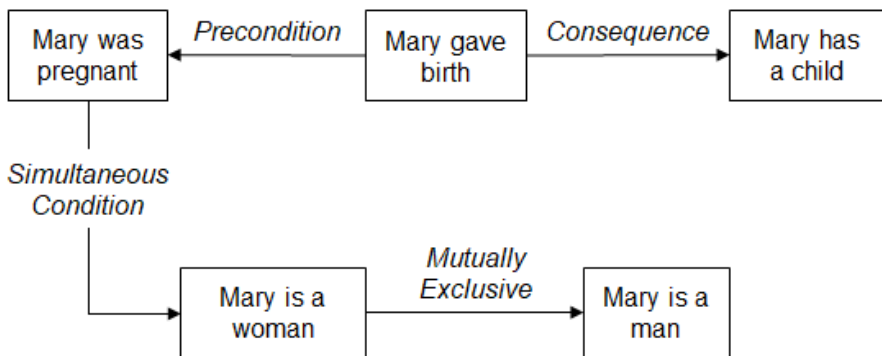 Mary was
pregnant
Precondition
Mary gave
birth
Consequence
Mary has
a child
Simultaneous
Condition
Mary is a
woman
Mutually
Exclusive
Mary is a
man